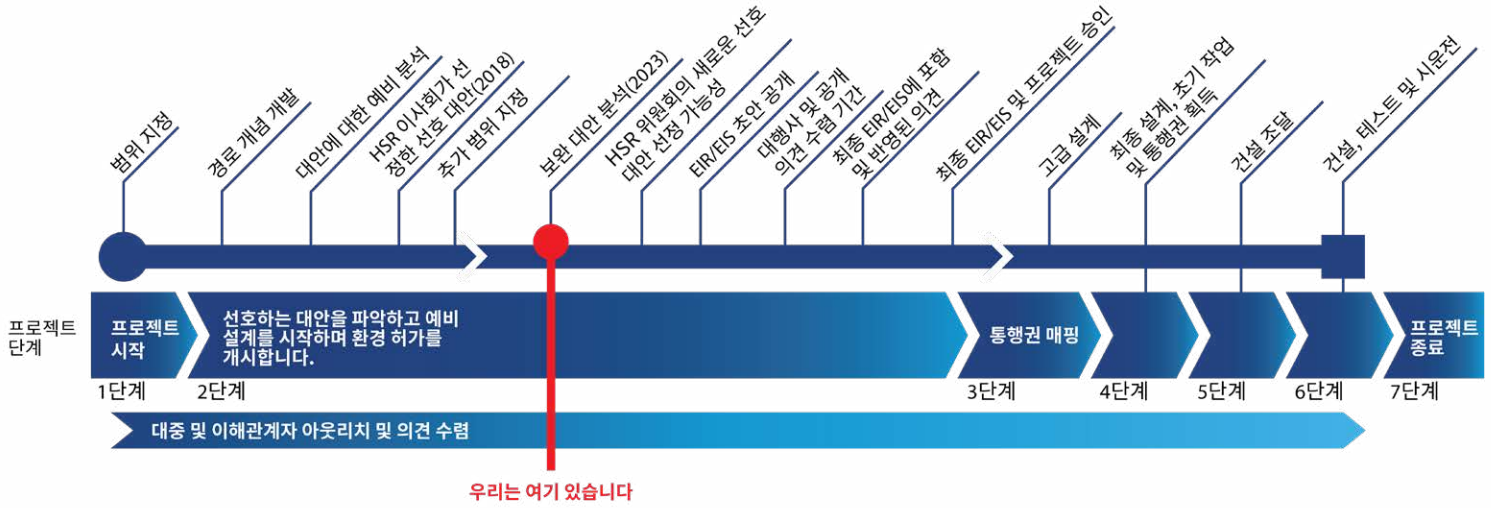 범위 지정
경로 개념 개발
대안에 대한 예비 분석
HSR 이사회가 선
정한 선호 대안(2018)
추가 범위 지정
보완 대안 분석(2023)
HSR 위원회의 새로운 선호
대안 선정 가능성
EIR/EIS 초안 공개
대행사 및 공개
의견 수렴 기간
최종 EIR/EIS에 포함
및 반영된 의견
최종 EIR/EIS 및 프로젝트 승인
고급 설계
최종 설계, 초기 작업
및 통행권 획득
건설 조달
건설, 테스트 및 시운전
프로젝트
단계
프로젝트
시작
선호하는 대안을 파악하고 예비
설계를 시작하며 환경 허가를
개시합니다.
통행권 매핑
프로젝트
종료
1단계
2단계
3단계
4단계
5단계
6단계
7단계
대중 및 이해관계자 아웃리치 및 의견 수렴
우리는 여기 있습니다